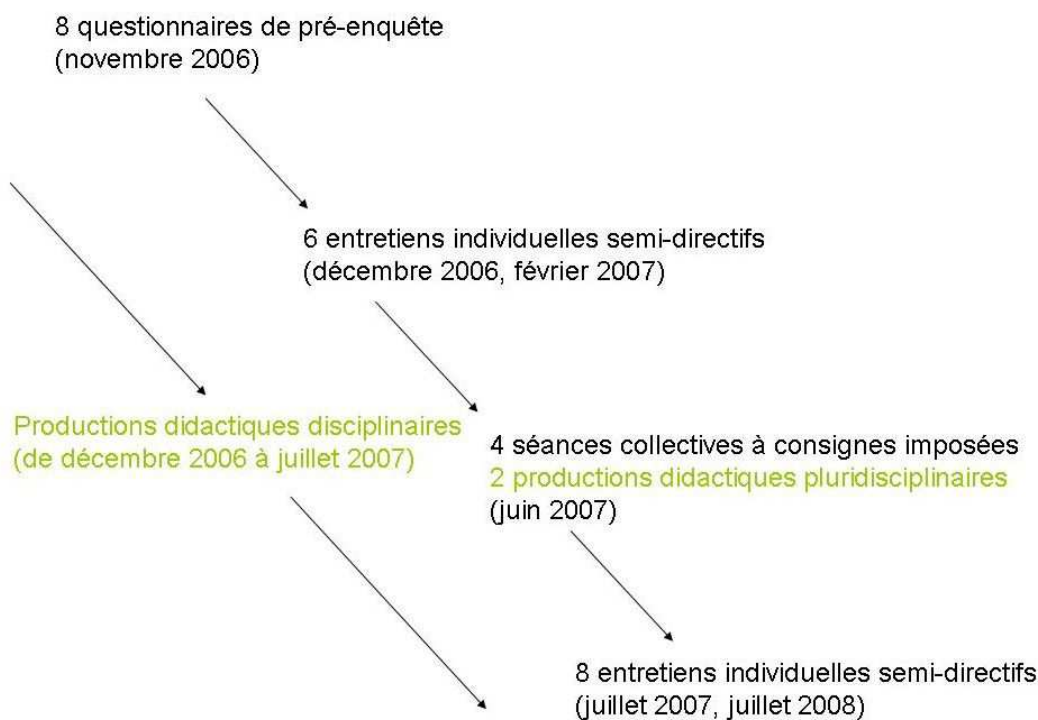 8 questionnaires de pré-enquête
(novembre 2006)
6 entretiens individuelles semi-directifs
(décembre 2006, février 2007)
Productions didactiques disciplinaires
(de décembre 2006 à juillet 2007)
4 séances collectives à consignes imposées
2 productions didactiques pluridisciplinaires
(juin 2007)
8 entretiens individuelles semi-directifs
(juillet 2007, juillet 2008)